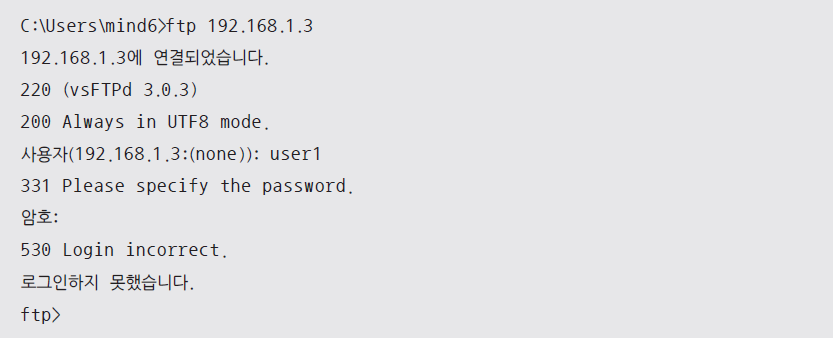 C:\Users\mind6>ftp 192.168.1.3
192.168.1.3에 연결되었습니다.
220 (vsFTPd 3.0.3)
200 Always in UTF8 mode.
사용자(192.168.1.3:(none)): user1
331 Please specify the password.
암호:
530 Login incorrect.
로그인하지 못했습니다.
ftp>